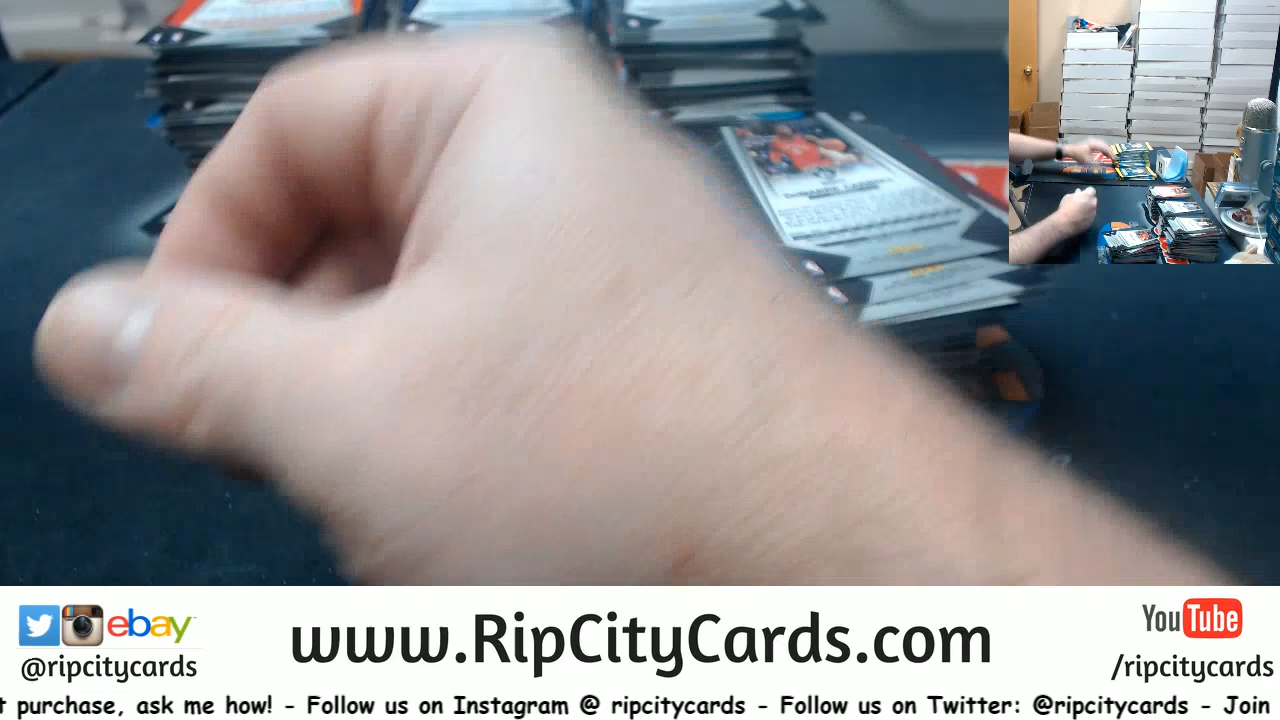 ebay
@ripcitycards
www.RipCityCards.com
YouTube
/ripcitycards
t purchase, ask me how! - Follow us on Instagram @ ripcitycards - Follow us on Twitter: @ripcitycards - Join